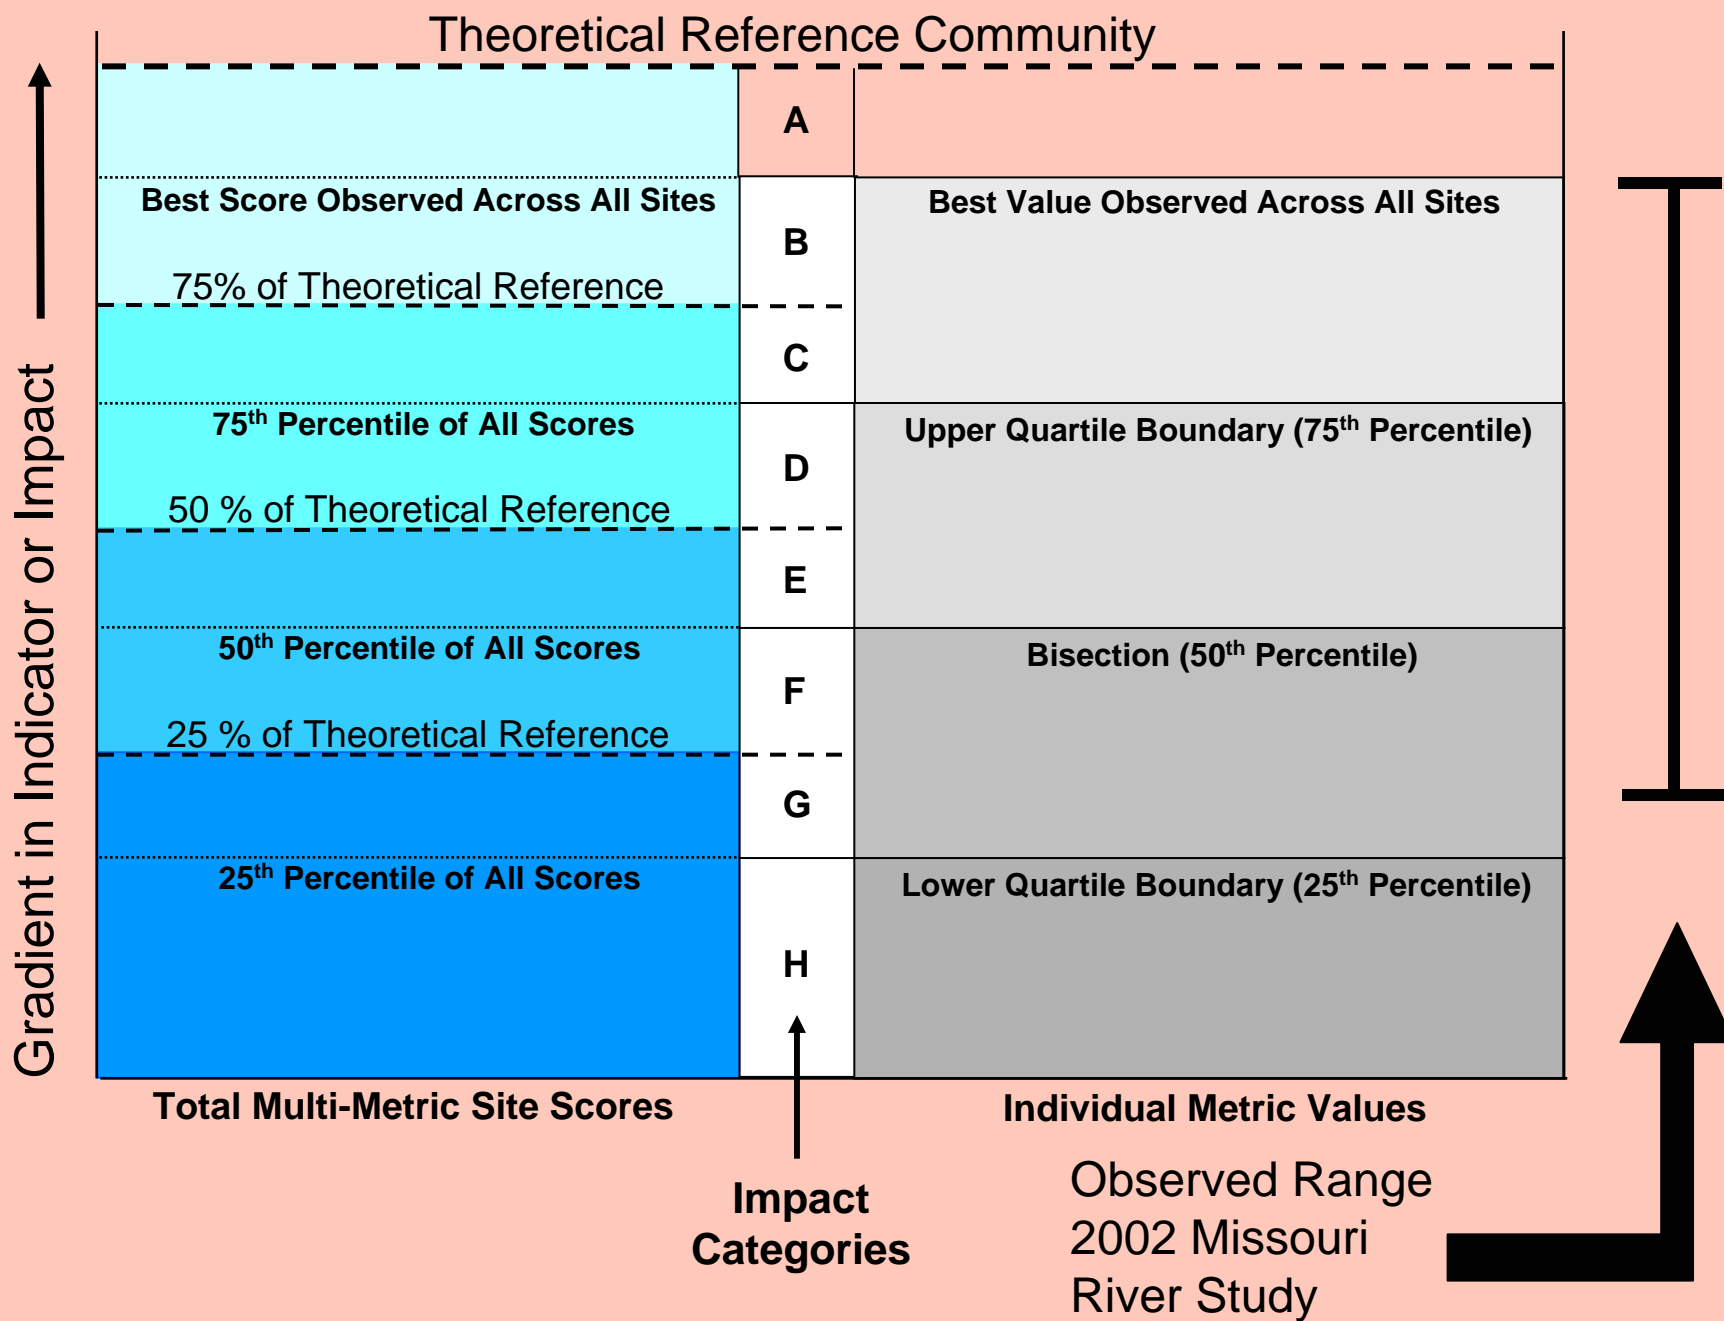 Theoretical Reference Community
Gradient in Indicator or Impact
A
Best Score Observed Across All Sites
B
Best Value Observed Across All Sites
75% of Theoretical Reference
C
75th Percentile of All Scores
D
Upper Quartile Boundary (75th Percentile)
50 % of Theoretical Reference
E
50th Percentile of All Scores
F
Bisection (50th Percentile)
25 % of Theoretical Reference
G
25th Percentile of All Scores
H
Lower Quartile Boundary (25th Percentile)
Total Multi-Metric Site Scores
Individual Metric Values
Impact
Categories
Observed Range
2002 Missouri
River Study